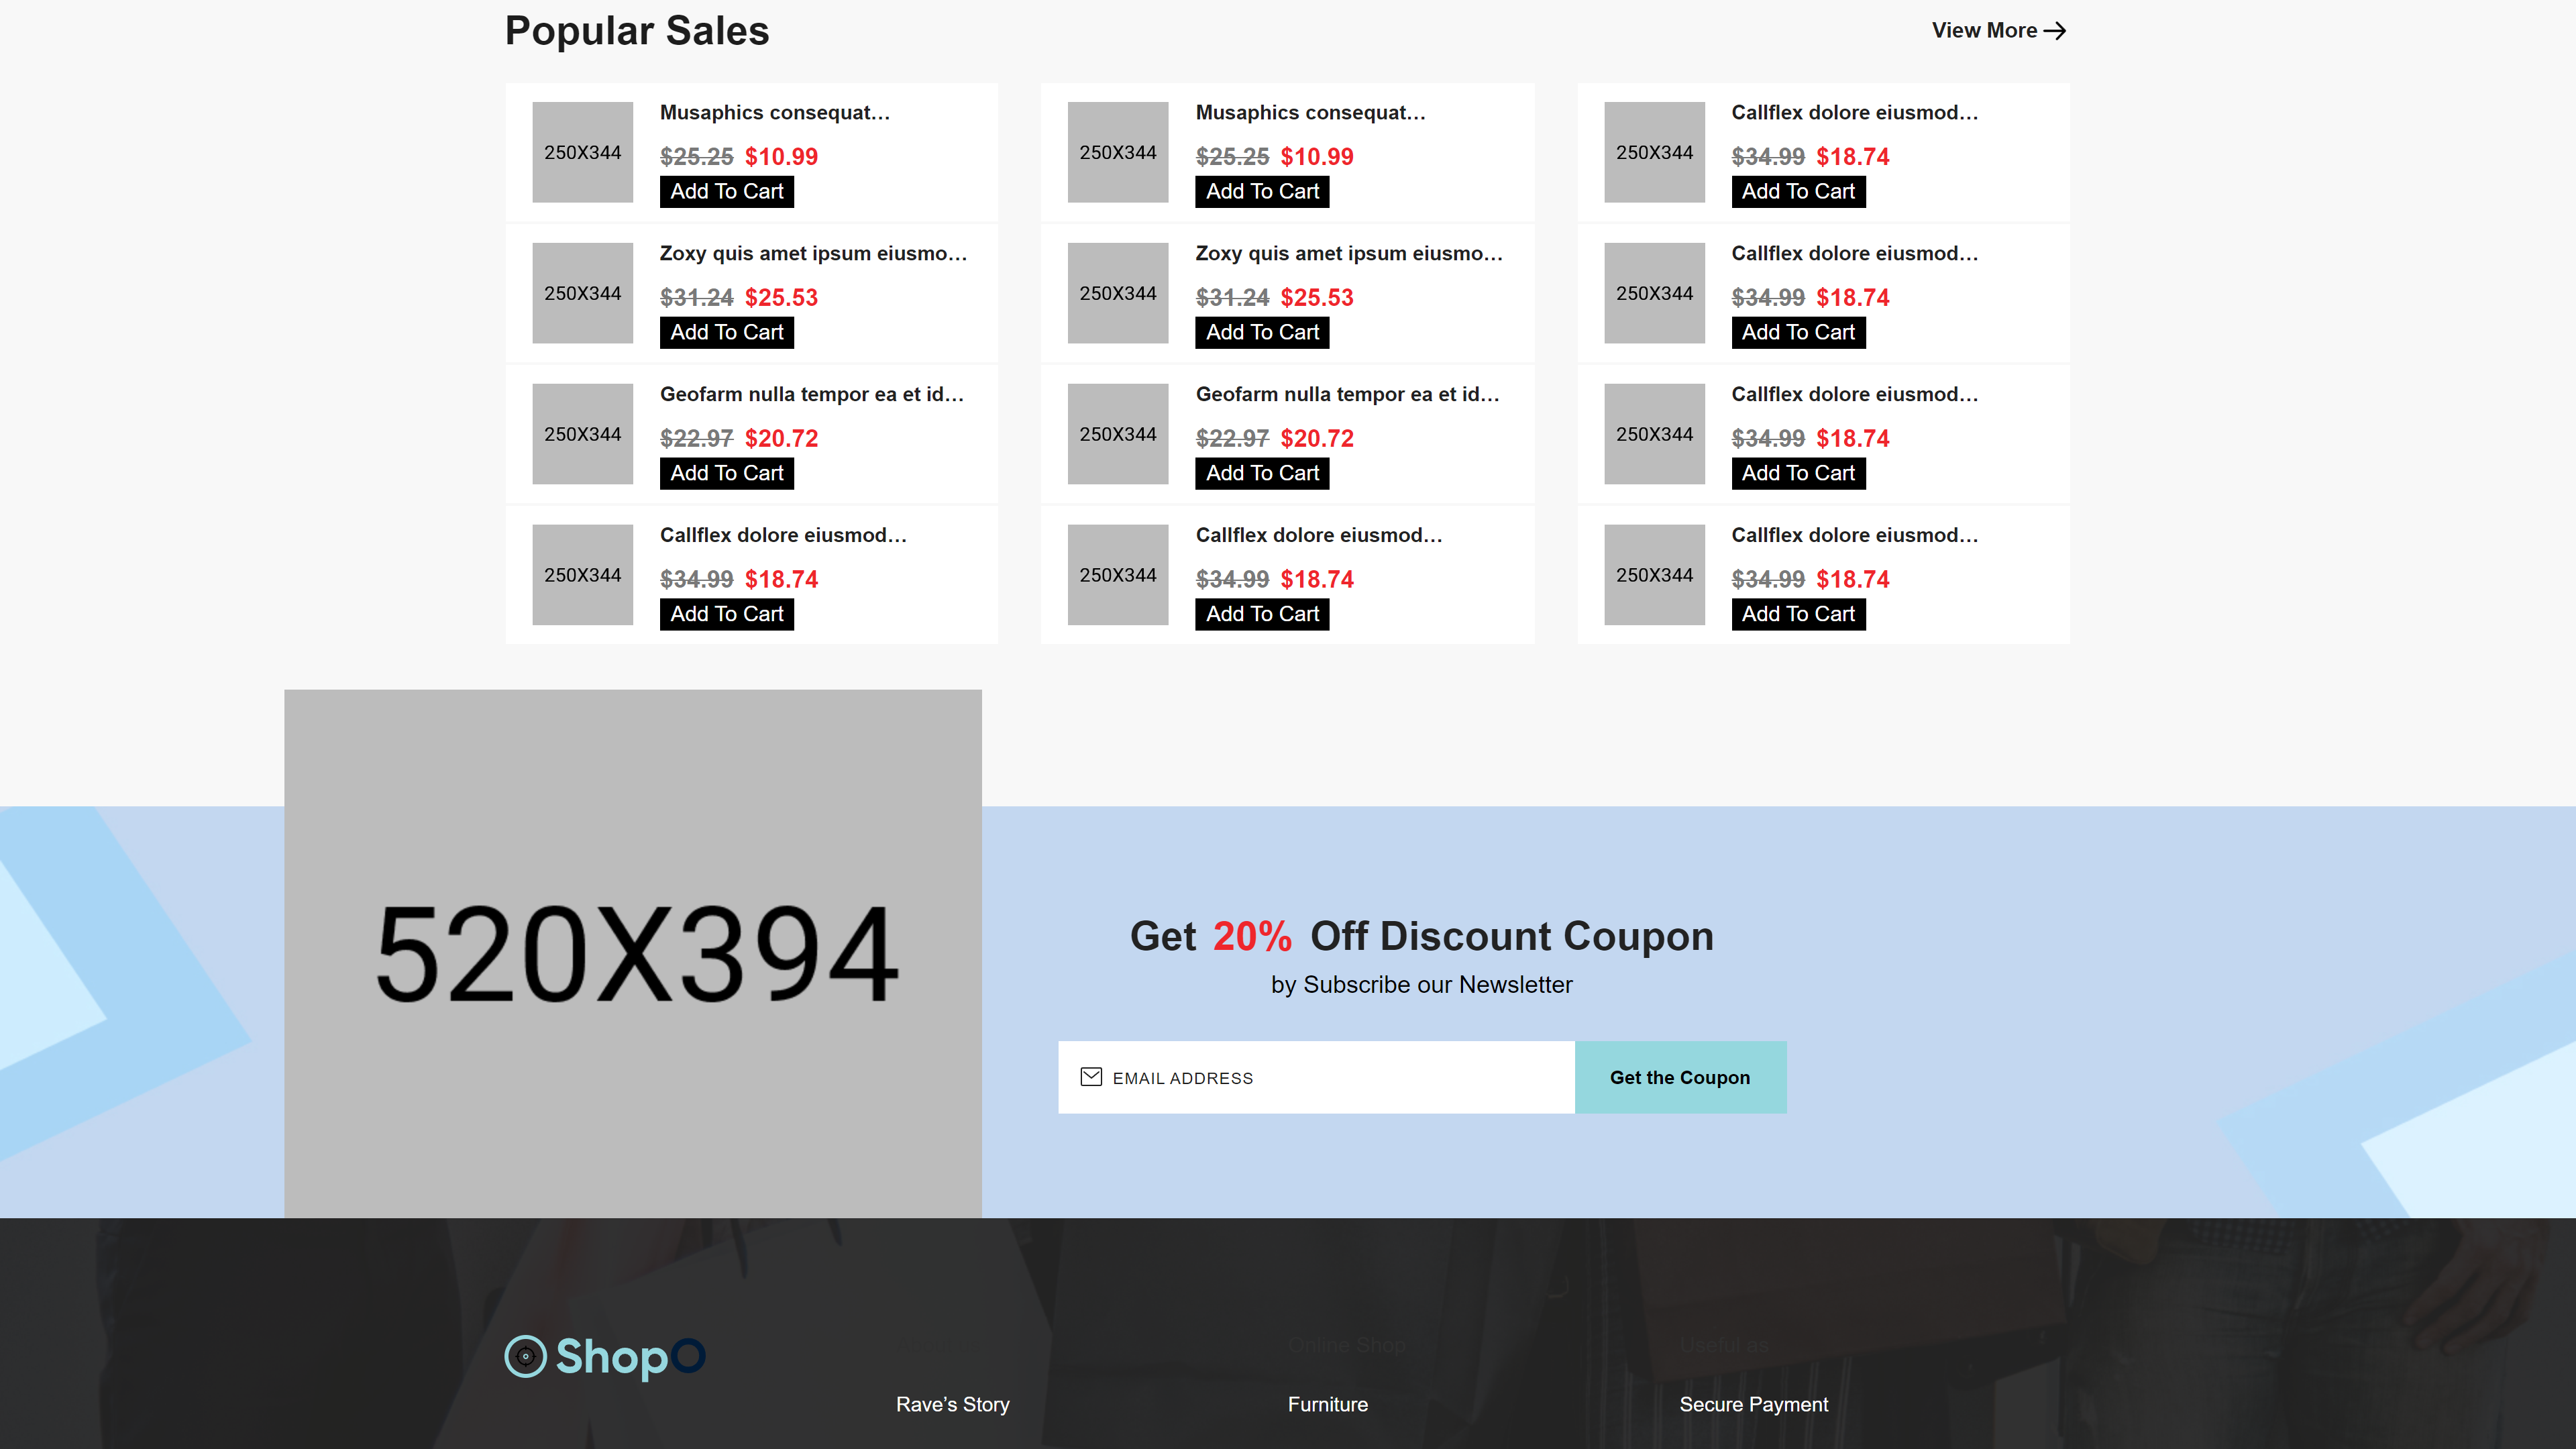 Popular Sales
View More
250X344
Musaphics consequat...
$25.25 $10.99
Add To Cart
250X344
Zoxy quis amet ipsum eiusmo...
$31.24 $25.53
Add To Cart
250X344
Geofarm nulla tempor ea et id...
$22.97 $20.72
Add To Cart
250X344
Callflex dolore eiusmod...
$34.99 $18.74
Add To Cart
250X344
Musaphics consequat...
$25.25 $10.99
Add To Cart
250X344
Zoxy quis amet ipsum eiusmo...
$31.24 $25.53
Add To Cart
250X344
Geofarm nulla tempor ea et id...
$22.97 $20.72
Add To Cart
250X344
Callflex dolore eiusmod...
$34.99 $18.74
Add To Cart
250X344
Callflex dolore eiusmod...
$34.99 $18.74
Add To Cart
250X344
Callflex dolore eiusmod...
$34.99 $18.74
Add To Cart
250X344
Callflex dolore eiusmod...
$34.99 $18.74
Add To Cart
250X344
Callflex dolore eiusmod...
$34.99 $18.74
Add To Cart
520X394
Get 20% Off Discount Coupon
by Subscribe our Newsletter
EMAIL ADDRESS
Get the Coupon
ShopO
Rave’s Story
Online Shop
Furniture
Useful as
Secure Payment